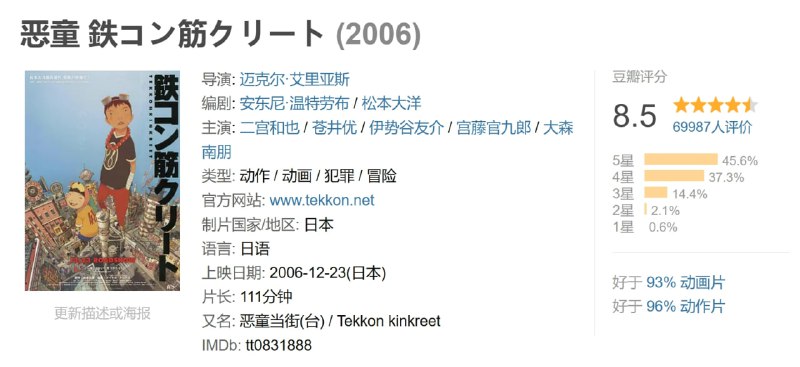 恶童 鉄コン筋クリート (2006)
鉄コン筋クリート
TEKKONKINKREET
更新描述或海报
导演: 迈克尔·艾里亚斯
编剧: 安东尼·温特劳布 / 松本大洋
主演: 二宫和也 / 苍井优 / 伊势谷友介 / 宫藤官九郎 / 大森
南朋
类型: 动作 / 动画 / 犯罪 / 冒险
官方网站: www.tekkon.net
制片国家/地区: 日本
语言: 日语
上映日期: 2006-12-23(日本)
片长: 111分钟
又名: 恶童当街(台) / Tekkon kinkreet
IMDb: tt0831888
豆瓣评分
8.5
69987人评价
5星 45.6%
4星 37.3%
3星 14.4%
2星 2.1%
1星 0.6%
好于 93% 动画片
好于 96% 动作片